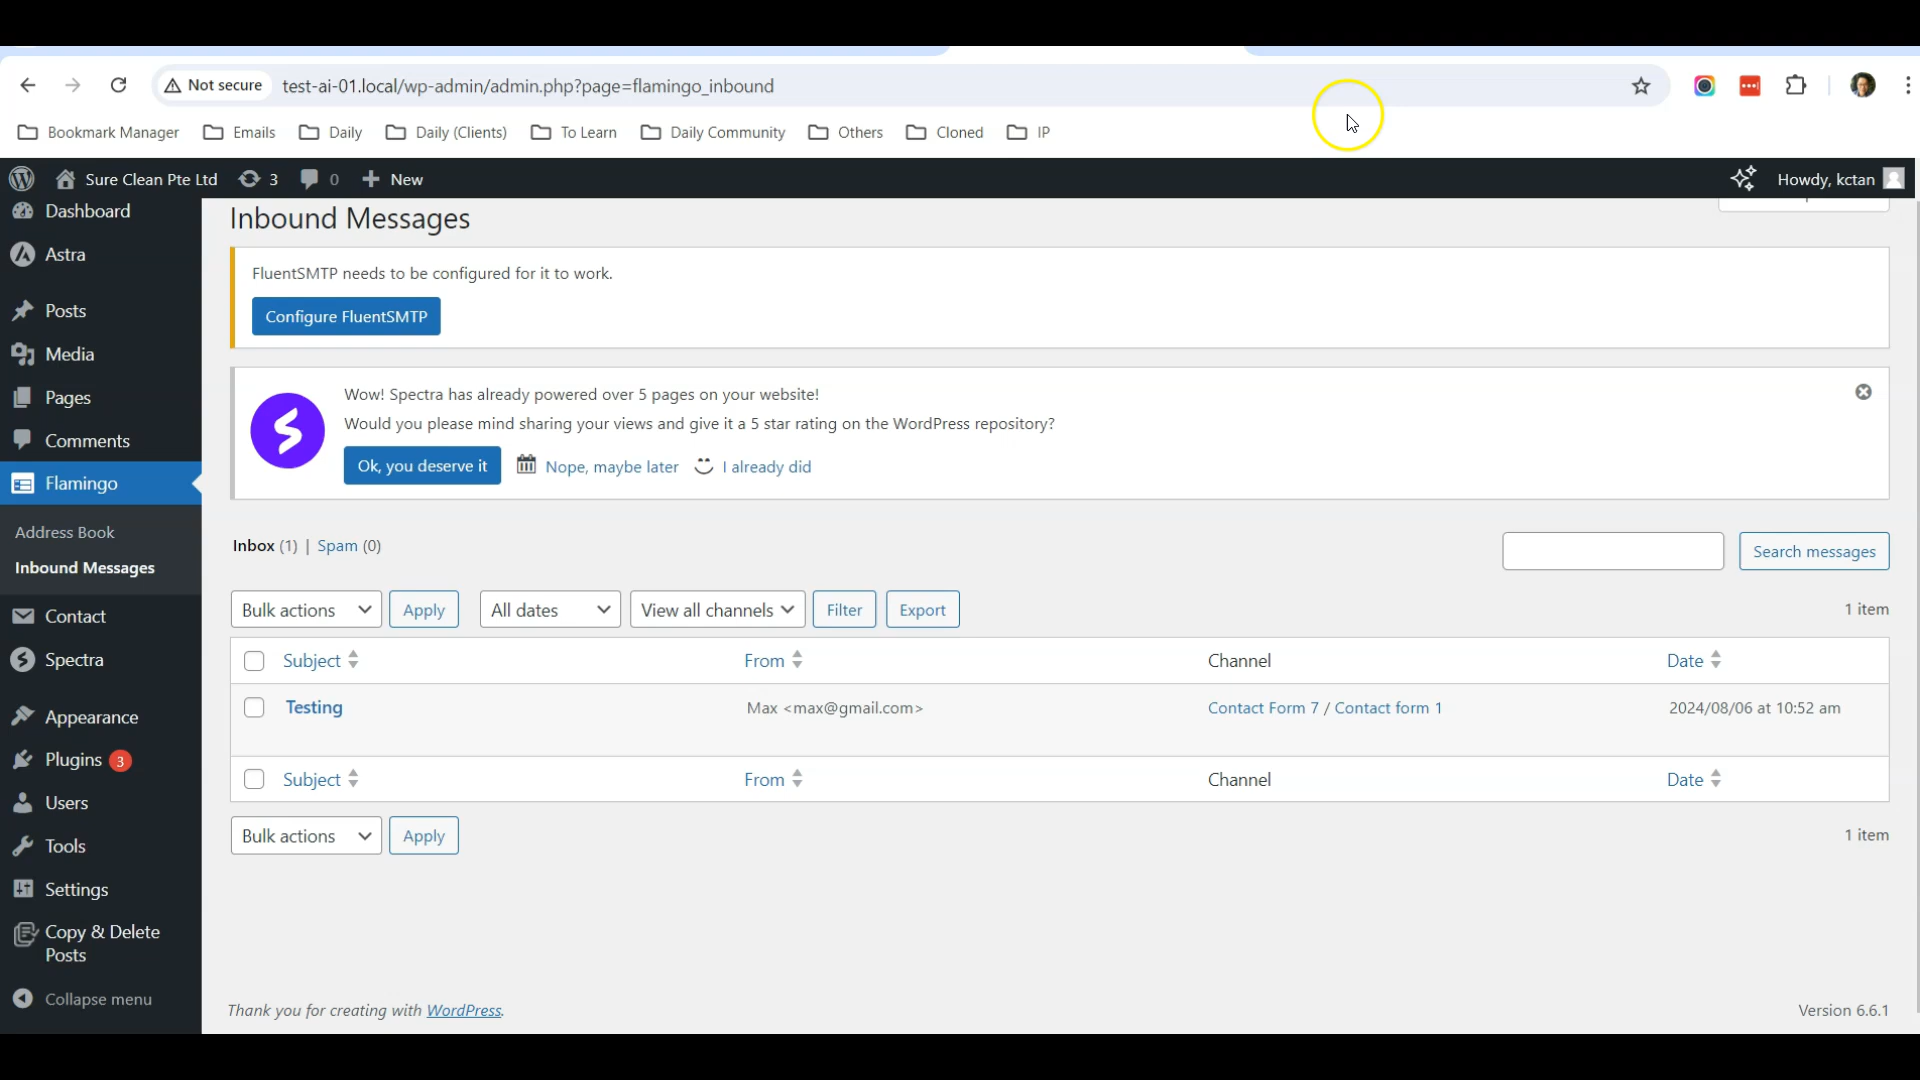 Not secure test-ai-01.local/wp-admin/admin.php?page=flamingo_inbound
Bookmark Manager Emails Daily Daily (Clients) To Learn Daily Community Others Cloned IP
Sure Clean Pte Ltd 3 0 New Howdy, kctan
Dashboard
Astra
Posts
Media
Pages
Comments
Flamingo
Address Book
Inbound Messages
Contact
Spectra
Appearance
Plugins 3
Users
Tools
Settings
Copy & Delete
Posts
Collapse menu
Inbound Messages
FluentSMTP needs to be configured for it to work.
Configure FluentSMTP
Wow! Spectra has already powered over 5 pages on your website!
Would you please mind sharing your views and give it a 5 star rating on the WordPress repository?
Ok, you deserve it Nope, maybe later I already did
Inbox (1) | Spam (0) Search messages
Bulk actions Apply All dates View all channels Filter Export 1 item
Subject From Channel Date
Testing Max <max@gmail.com> Contact Form 7 / Contact form 1 2024/08/06 at 10:52 am
Subject From Channel Date
Bulk actions Apply 1 item
Thank you for creating with WordPress. Version 6.6.1